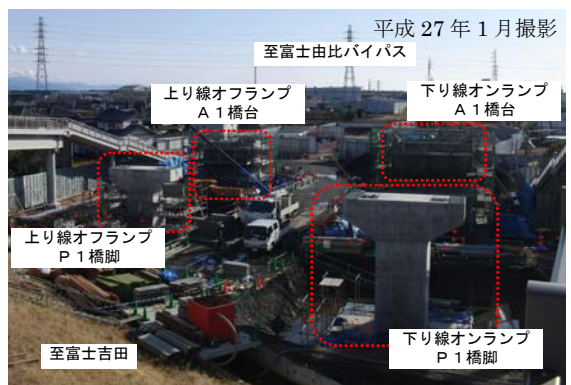 平成 27 年 1 月撮影
至富士由比バイパス
上り線オフランプ
A1橋台
下り線オンランプ
A1橋台
上り線オフランプ
P1橋脚
下り線オンランプ
P1橋脚
至富士吉田